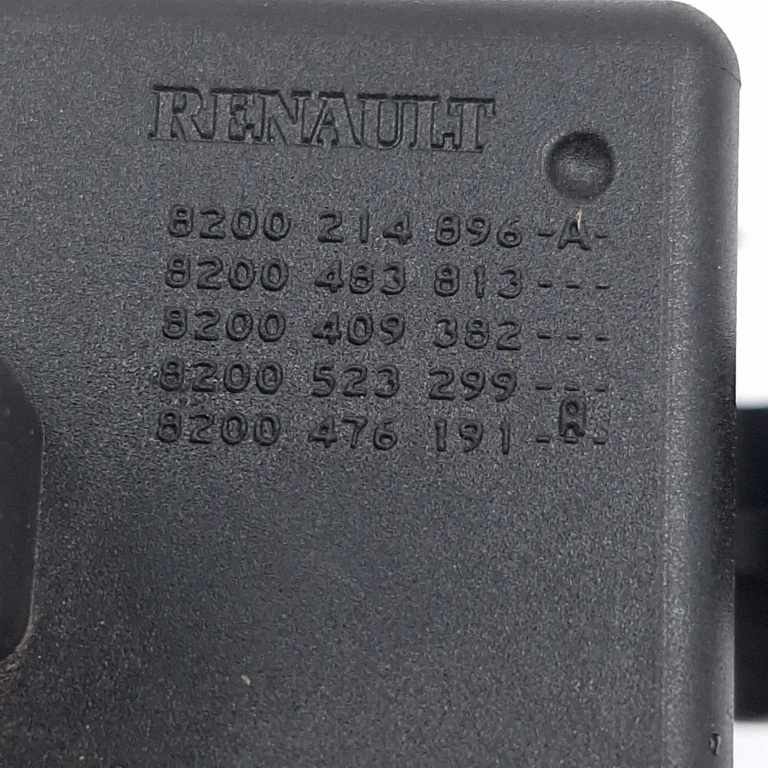 RENAULT
8200 214 896 -A-
8200 483 813 ---
8200 409 382 ---
8200 523 299 ---
8200 476 191 -A-